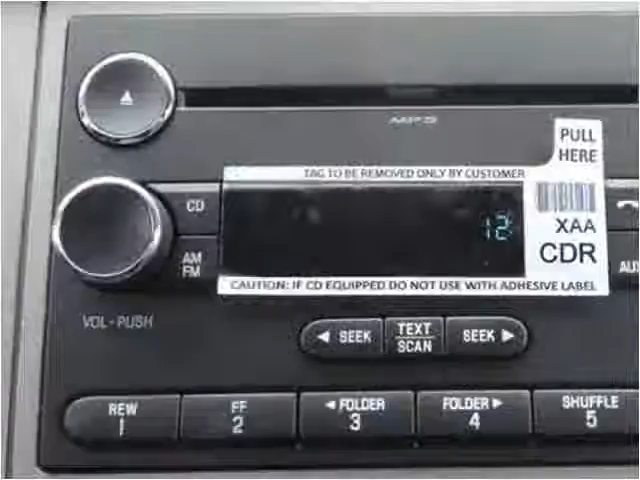 MP3
PULL
HERE
TAG TO BE REMOVED ONLY BY CUSTOMER
CD
12
XAA
CDR
AM
FM
CAUTION: IF CD EQUIPPED DO NOT USE WITH ADHESIVE LABEL
VOL-PUSH
◄ SEEK
TEXT
SCAN
SEEK ►
REW
1
FF
2
◄ FOLDER
3
FOLDER ►
4
SHUFFLE
5